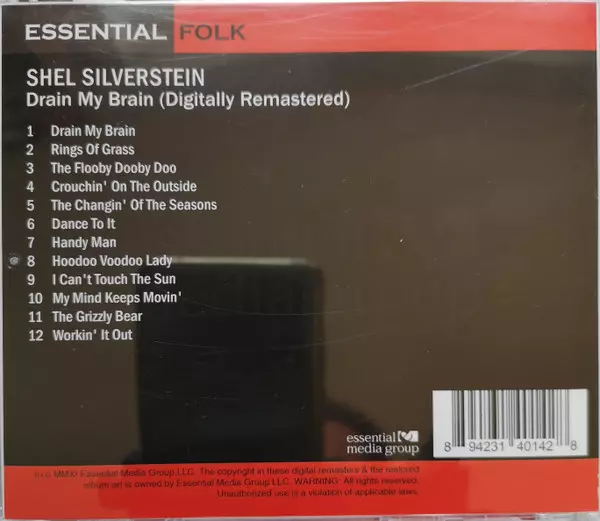 ESSENTIAL FOLK
SHEL SILVERSTEIN
Drain My Brain (Digitally Remastered)
1 Drain My Brain
2 Rings Of Grass
3 The Flooby Dooby Doo
4 Crouchin' On The Outside
5 The Changin' Of The Seasons
6 Dance To It
7 Handy Man
8 Hoodoo Voodoo Lady
9 I Can't Touch The Sun
10 My Mind Keeps Movin'
11 The Grizzly Bear
12 Workin' It Out
essential
media group
8 94231 40142 8
MMXI Essential Media Group LLC. The copyright in these digital remasters & the restored
album art is owned by Essential Media Group LLC. WARNING: All rights reserved.
Unauthorized use is a violation of applicable laws.